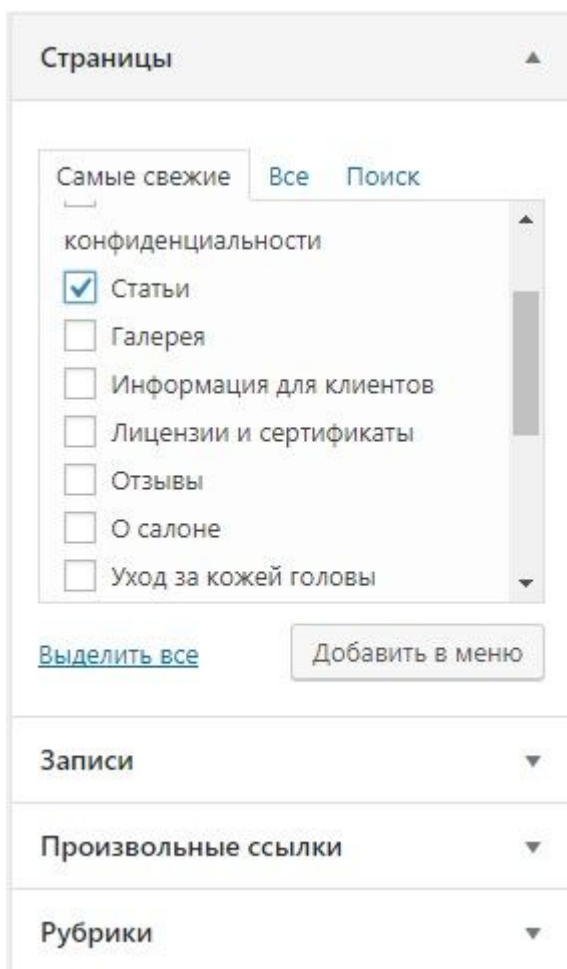 Страницы
Самые свежие Все Поиск
конфиденциальности
Статьи
Галерея
Информация для клиентов
Лицензии и сертификаты
Отзывы
О салоне
Уход за кожей головы
Выделить все Добавить в меню
Записи
Произвольные ссылки
Рубрики